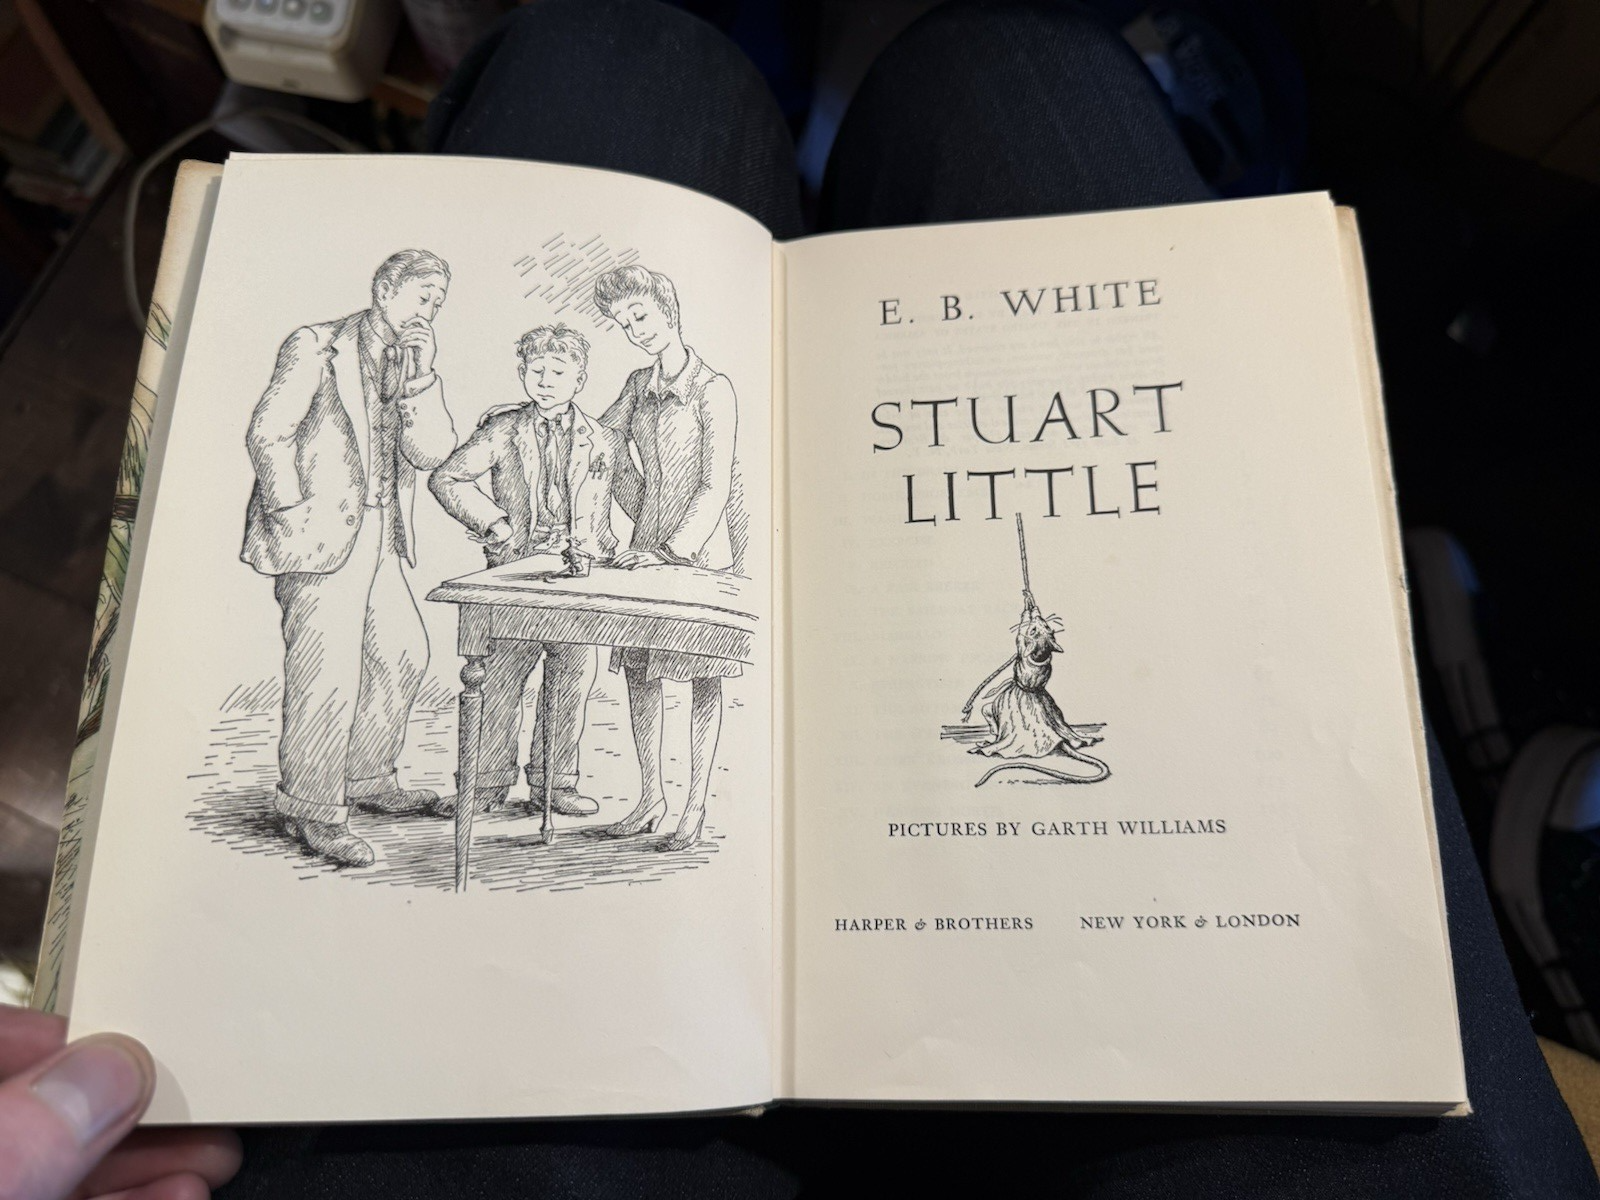 E. B. WHITE
STUART
LITTLE
PICTURES BY GARTH WILLIAMS
HARPER & BROTHERS NEW YORK & LONDON